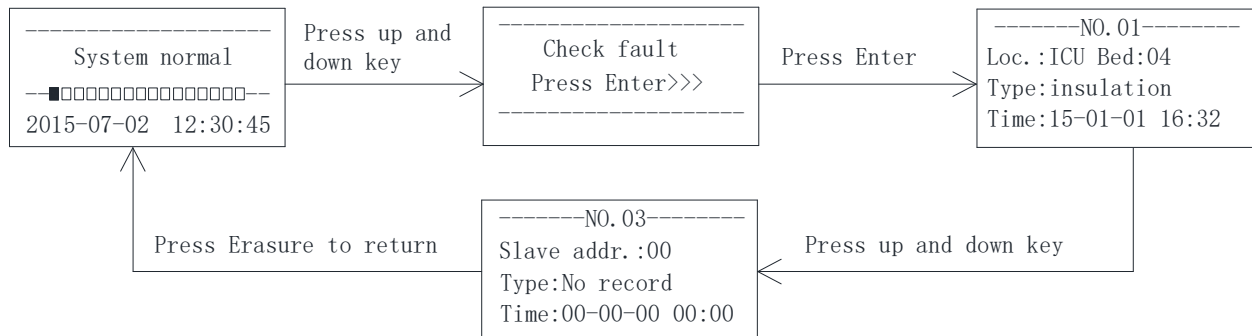 System normal
2015-07-02 12:30:45
Press up and
down key
Check fault
Press Enter>>>
Press Enter
-------NO.01--------
Loc.:ICU Bed:04
Type:insulation
Time:15-01-01 16:32
Press up and down key
-------NO.03--------
Slave addr.:00
Type:No record
Time:00-00-00 00:00
Press Erasure to return